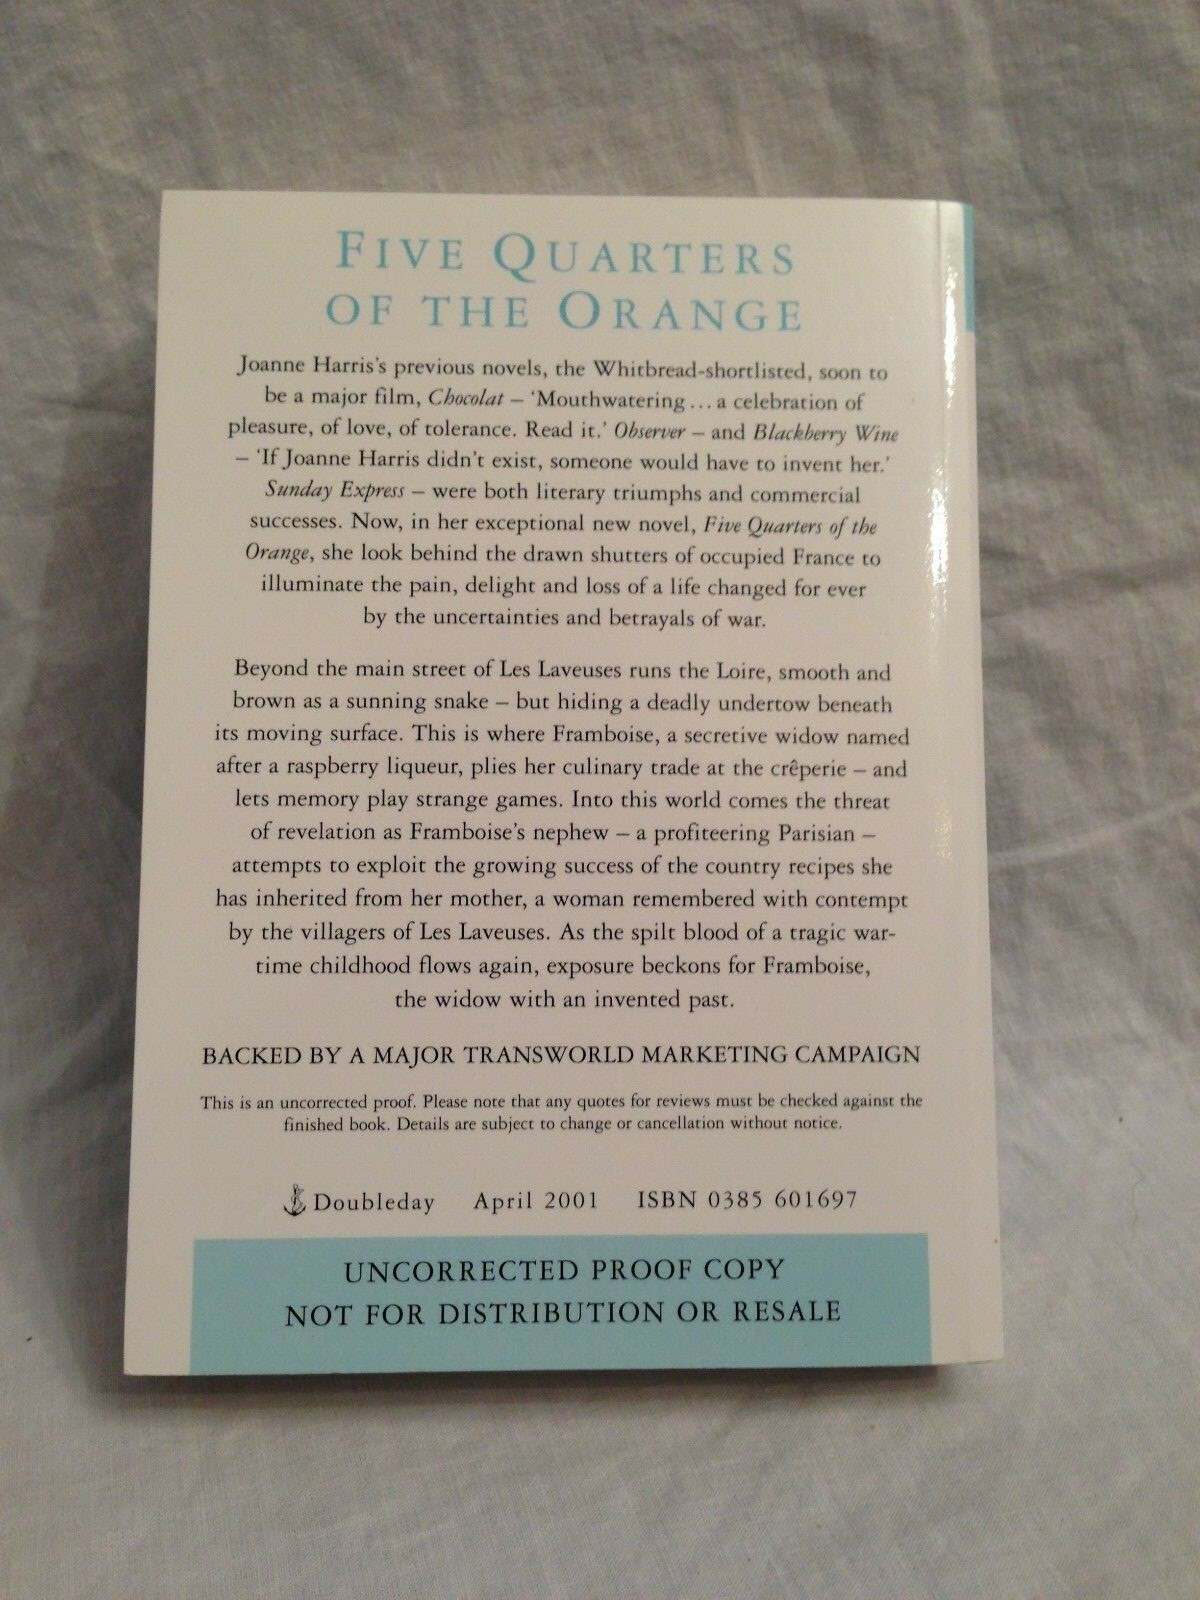 FIVE QUARTERS
OF THE ORANGE
Joanne Harris's previous novels, the Whitbread-shortlisted, soon to
be a major film, Chocolat – 'Mouthwatering ... a celebration of
pleasure, of love, of tolerance. Read it.' Observer – and Blackberry Wine
– 'If Joanne Harris didn't exist, someone would have to invent her.'
Sunday Express – were both literary triumphs and commercial
successes. Now, in her exceptional new novel, Five Quarters of the
Orange, she look behind the drawn shutters of occupied France to
illuminate the pain, delight and loss of a life changed for ever
by the uncertainties and betrayals of war.
Beyond the main street of Les Laveuses runs the Loire, smooth and
brown as a sunning snake – but hiding a deadly undertow beneath
its moving surface. This is where Framboise, a secretive widow named
after a raspberry liqueur, plies her culinary trade at the crêperie – and
lets memory play strange games. Into this world comes the threat
of revelation as Framboise's nephew – a profiteering Parisian –
attempts to exploit the growing success of the country recipes she
has inherited from her mother, a woman remembered with contempt
by the villagers of Les Laveuses. As the spilt blood of a tragic war-
time childhood flows again, exposure beckons for Framboise,
the widow with an invented past.
BACKED BY A MAJOR TRANSWORLD MARKETING CAMPAIGN
This is an uncorrected proof. Please note that any quotes for reviews must be checked against the
finished book. Details are subject to change or cancellation without notice.
Doubleday April 2001 ISBN 0385 601697
UNCORRECTED PROOF COPY
NOT FOR DISTRIBUTION OR RESALE